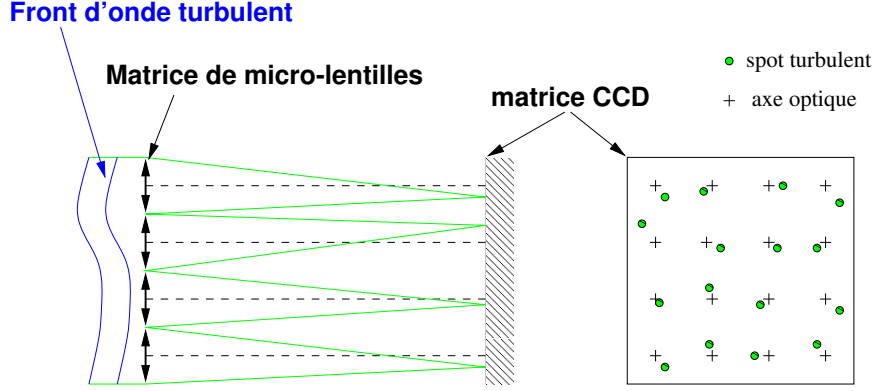 Front d'onde turbulent
Matrice de micro-lentilles
matrice CCD
spot turbulent
axe optique